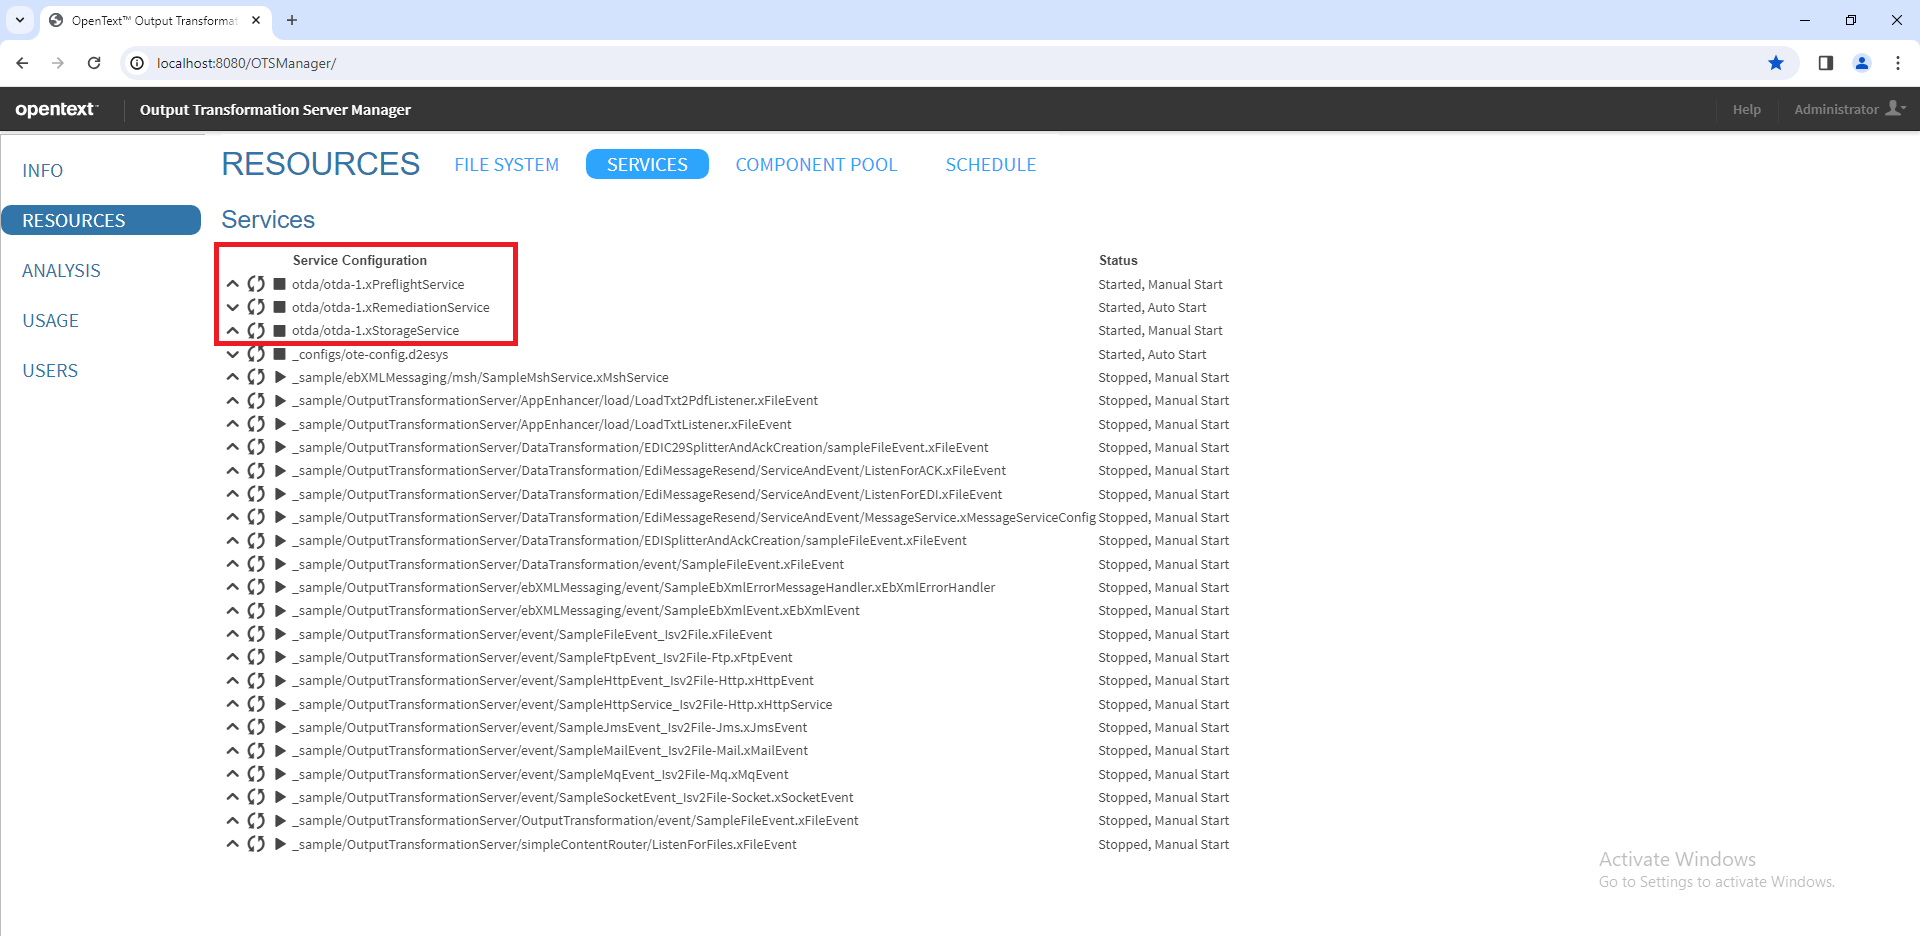 OpenText™ Output Transformat
localhost:8080/OTSManager/
opentext™
Output Transformation Server Manager
Help
Administrator
INFO
RESOURCES
ANALYSIS
USAGE
USERS
RESOURCES FILE SYSTEM SERVICES COMPONENT POOL SCHEDULE
Services
Service Configuration Status
otda/otda-1.xPreflightService Started, Manual Start
otda/otda-1.xRemediationService Started, Auto Start
otda/otda-1.xStorageService Started, Manual Start
_configs/ote-config.d2esys Started, Auto Start
_sample/ebXMLMessaging/msh/SampleMshService.xMshService Stopped, Manual Start
_sample/OutputTransformationServer/AppEnhancer/load/LoadTxt2PdfListener.xFileEvent Stopped, Manual Start
_sample/OutputTransformationServer/AppEnhancer/load/LoadTxtListener.xFileEvent Stopped, Manual Start
_sample/OutputTransformationServer/DataTransformation/EDIC29SplitterAndAckCreation/sampleFileEvent.xFileEvent Stopped, Manual Start
_sample/OutputTransformationServer/DataTransformation/EdiMessageResend/ServiceAndEvent/ListenForACK.xFileEvent Stopped, Manual Start
_sample/OutputTransformationServer/DataTransformation/EdiMessageResend/ServiceAndEvent/ListenForEDI.xFileEvent Stopped, Manual Start
_sample/OutputTransformationServer/DataTransformation/EdiMessageResend/ServiceAndEvent/MessageService.xMessageServiceConfig Stopped, Manual Start
_sample/OutputTransformationServer/DataTransformation/EDISplitterAndAckCreation/sampleFileEvent.xFileEvent Stopped, Manual Start
_sample/OutputTransformationServer/DataTransformation/event/SampleFileEvent.xFileEvent Stopped, Manual Start
_sample/OutputTransformationServer/ebXMLMessaging/event/SampleEbXmlErrorMessageHandler.xEbXmlErrorHandler Stopped, Manual Start
_sample/OutputTransformationServer/ebXMLMessaging/event/SampleEbXmlEvent.xEbXmlEvent Stopped, Manual Start
_sample/OutputTransformationServer/event/SampleFileEvent_Isv2File.xFileEvent Stopped, Manual Start
_sample/OutputTransformationServer/event/SampleFtpEvent_Isv2File-Ftp.xFtpEvent Stopped, Manual Start
_sample/OutputTransformationServer/event/SampleHttpEvent_Isv2File-Http.xHttpEvent Stopped, Manual Start
_sample/OutputTransformationServer/event/SampleHttpService_Isv2File-Http.xHttpService Stopped, Manual Start
_sample/OutputTransformationServer/event/SampleJmsEvent_Isv2File-Jms.xJmsEvent Stopped, Manual Start
_sample/OutputTransformationServer/event/SampleMailEvent_Isv2File-Mail.xMailEvent Stopped, Manual Start
_sample/OutputTransformationServer/event/SampleMqEvent_Isv2File-Mq.xMqEvent Stopped, Manual Start
_sample/OutputTransformationServer/event/SampleSocketEvent_Isv2File-Socket.xSocketEvent Stopped, Manual Start
_sample/OutputTransformationServer/OutputTransformation/event/SampleFileEvent.xFileEvent Stopped, Manual Start
_sample/OutputTransformationServer/simpleContentRouter/ListenForFiles.xFileEvent Stopped, Manual Start
Activate Windows
Go to Settings to activate Windows.